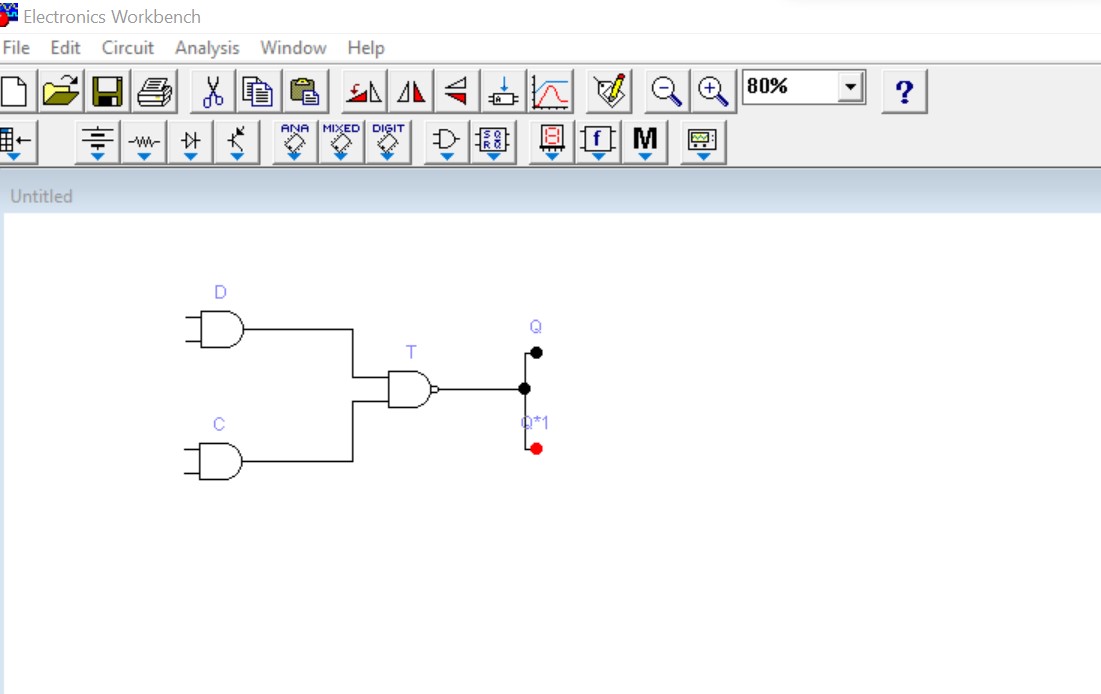 Electronics Workbench
File Edit Circuit Analysis Window Help
80% ?
ANA MIXED DIGIT S Q R Q f M
Untitled
D
Q
T
C
Q*1